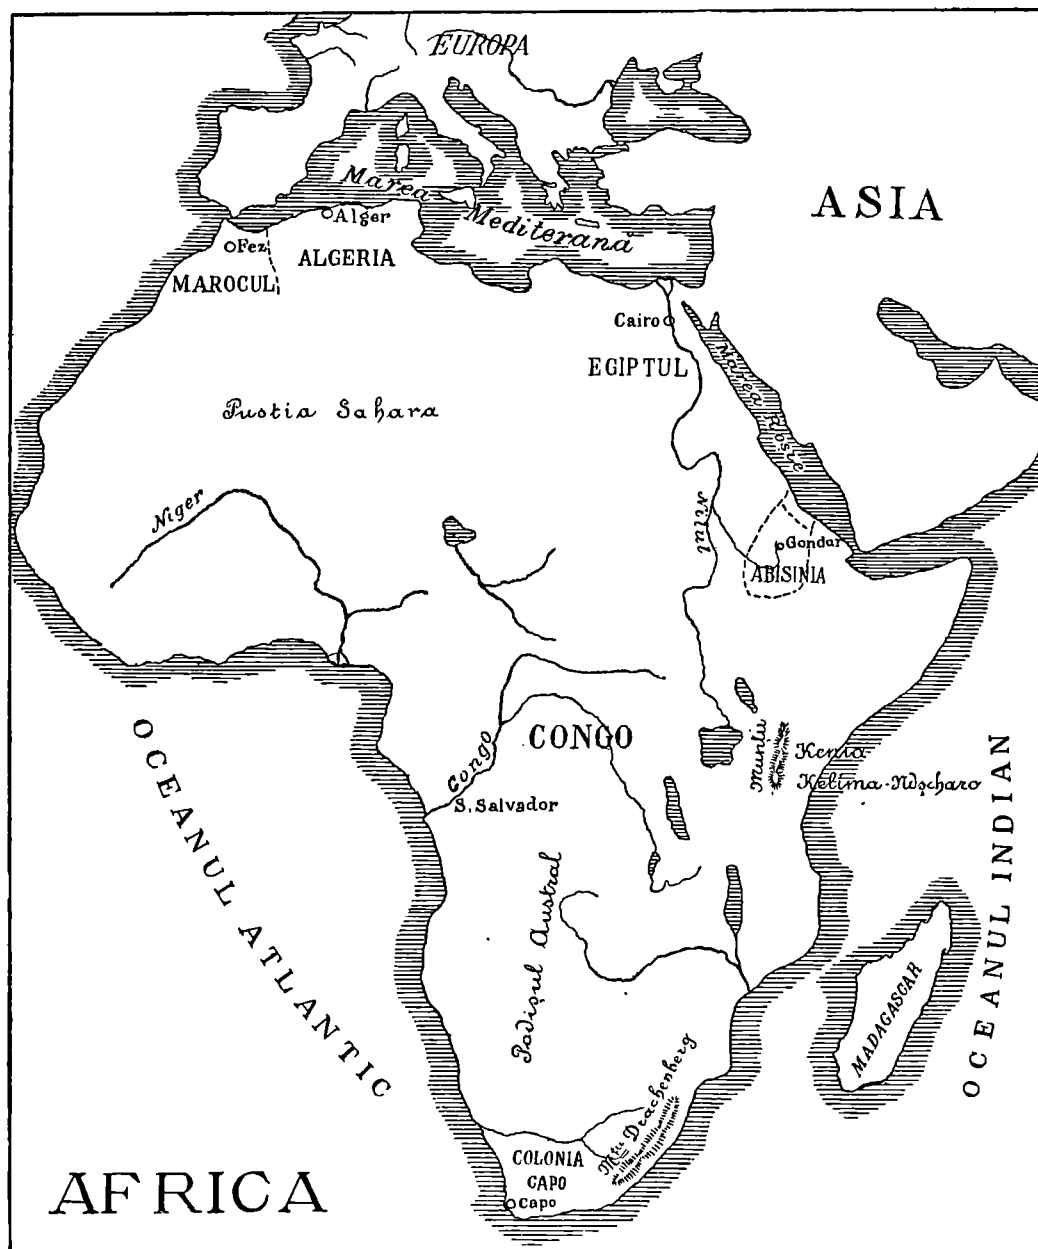 EUROPA
ASIA
Marea
Mediterană
Alger
Fez
ALGERIA
MAROCUL
Cairo
EGIPTUL
Marea Roșie
Pustia Sahara
Niger
Nilul
Gondar
ABISINIA
CONGO
Congo
S. Salvador
Munții
Kenia
Kelima-Ndscharo
OCEANUL ATLANTIC
OCEANUL INDIAN
Podișul Austral
MADAGASCAR
Mții Drachenberg
COLONIA
CAPO
Capo
AFRICA